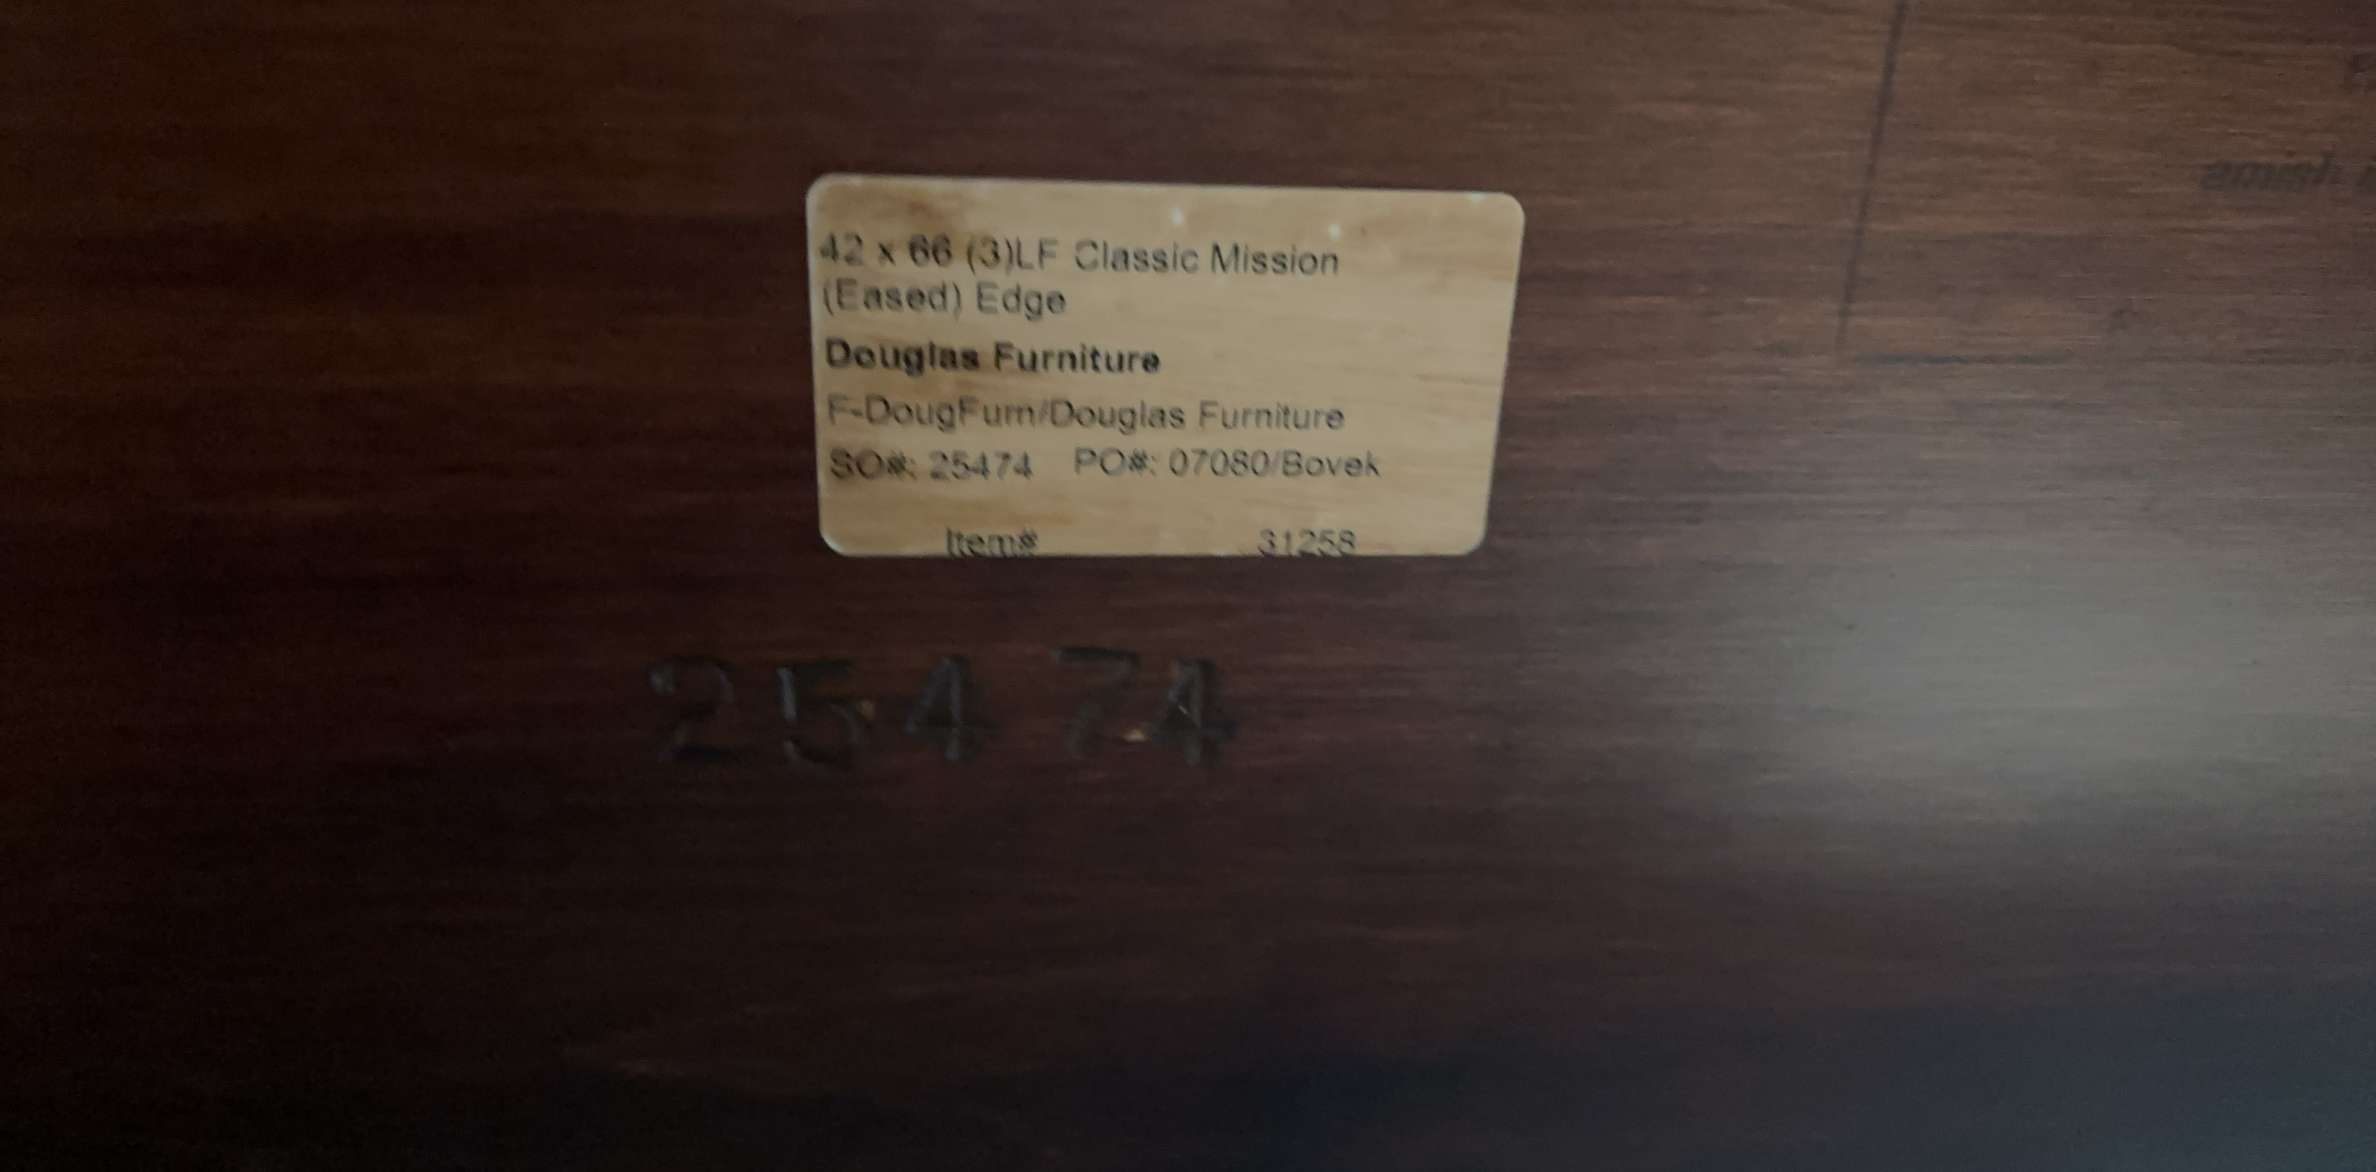 42 x 66 (3)LF Classic Mission
(Eased) Edge
Douglas Furniture
F-DougFurn/Douglas Furniture
SO#: 25474 PO#: 07080/Bovek
Item# 31258
25474